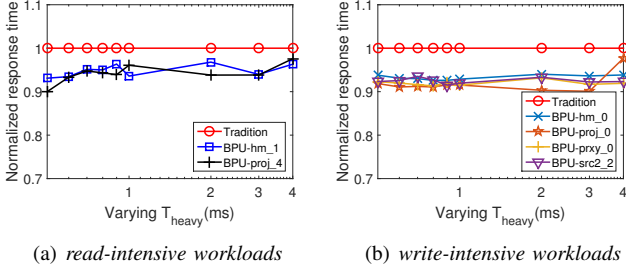 1.1
1
0.9
0.8
0.7
Normalized response time
Tradition
BPU-hm_1
BPU-proj_4
1 2 3 4
Varying T_heavy(ms)
(a) read-intensive workloads
1.1
1
0.9
0.8
0.7
Normalized response time
Tradition
BPU-hm_0
BPU-proj_0
BPU-prxy_0
BPU-src2_2
1 2 3 4
Varying T_heavy(ms)
(b) write-intensive workloads